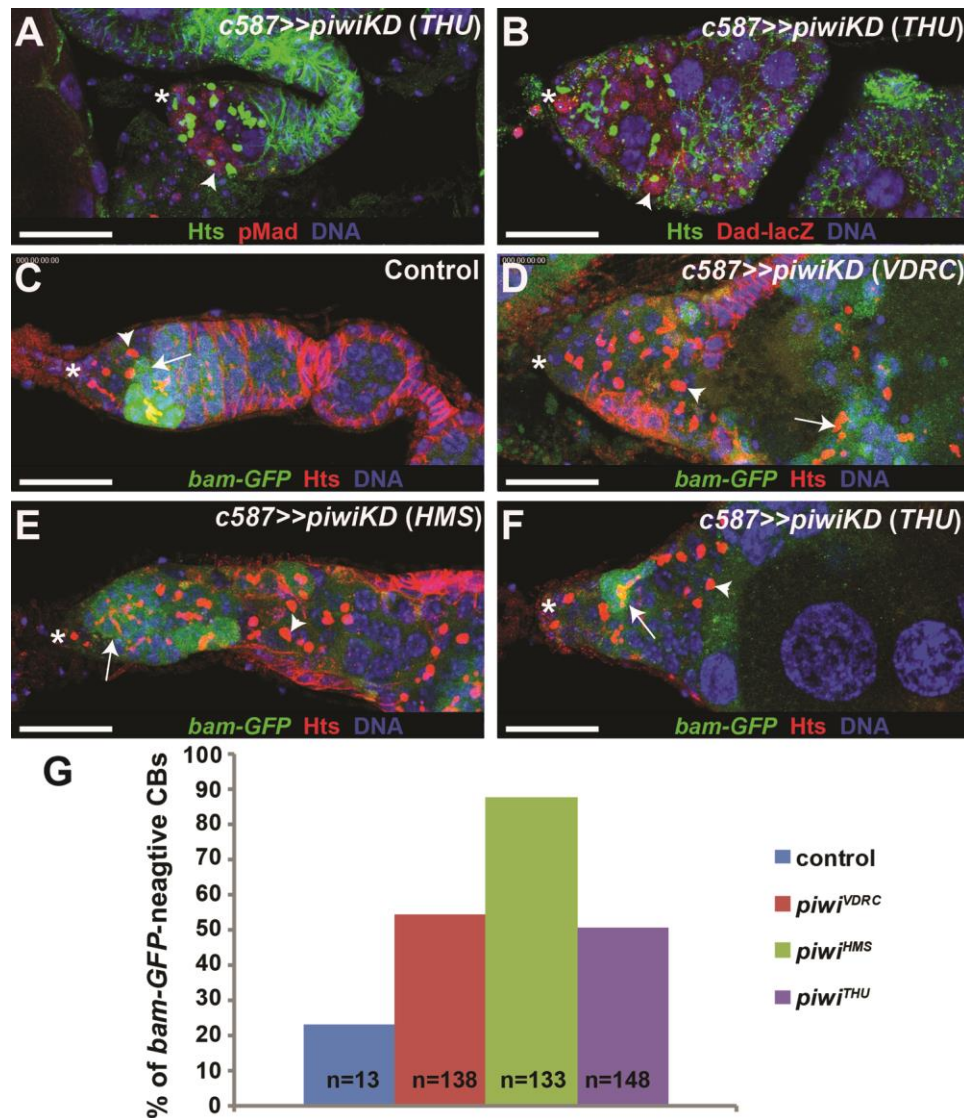 A c587>>piwiKD (THU)
*
Hts pMad DNA
B c587>>piwiKD (THU)
*
Hts Dad-lacZ DNA
000.00:00:00
C Control
*
bam-GFP Hts DNA
000.00:00:00
D c587>>piwiKD (VDRC)
*
bam-GFP Hts DNA
E c587>>piwiKD (HMS)
*
bam-GFP Hts DNA
F c587>>piwiKD (THU)
*
bam-GFP Hts DNA
G
% of bam-GFP-neagtive CBs
100
90
80
70
60
50
40
30
20
10
0
n=13 n=138 n=133 n=148
control
piwiVDRC
piwiHMS
piwiTHU